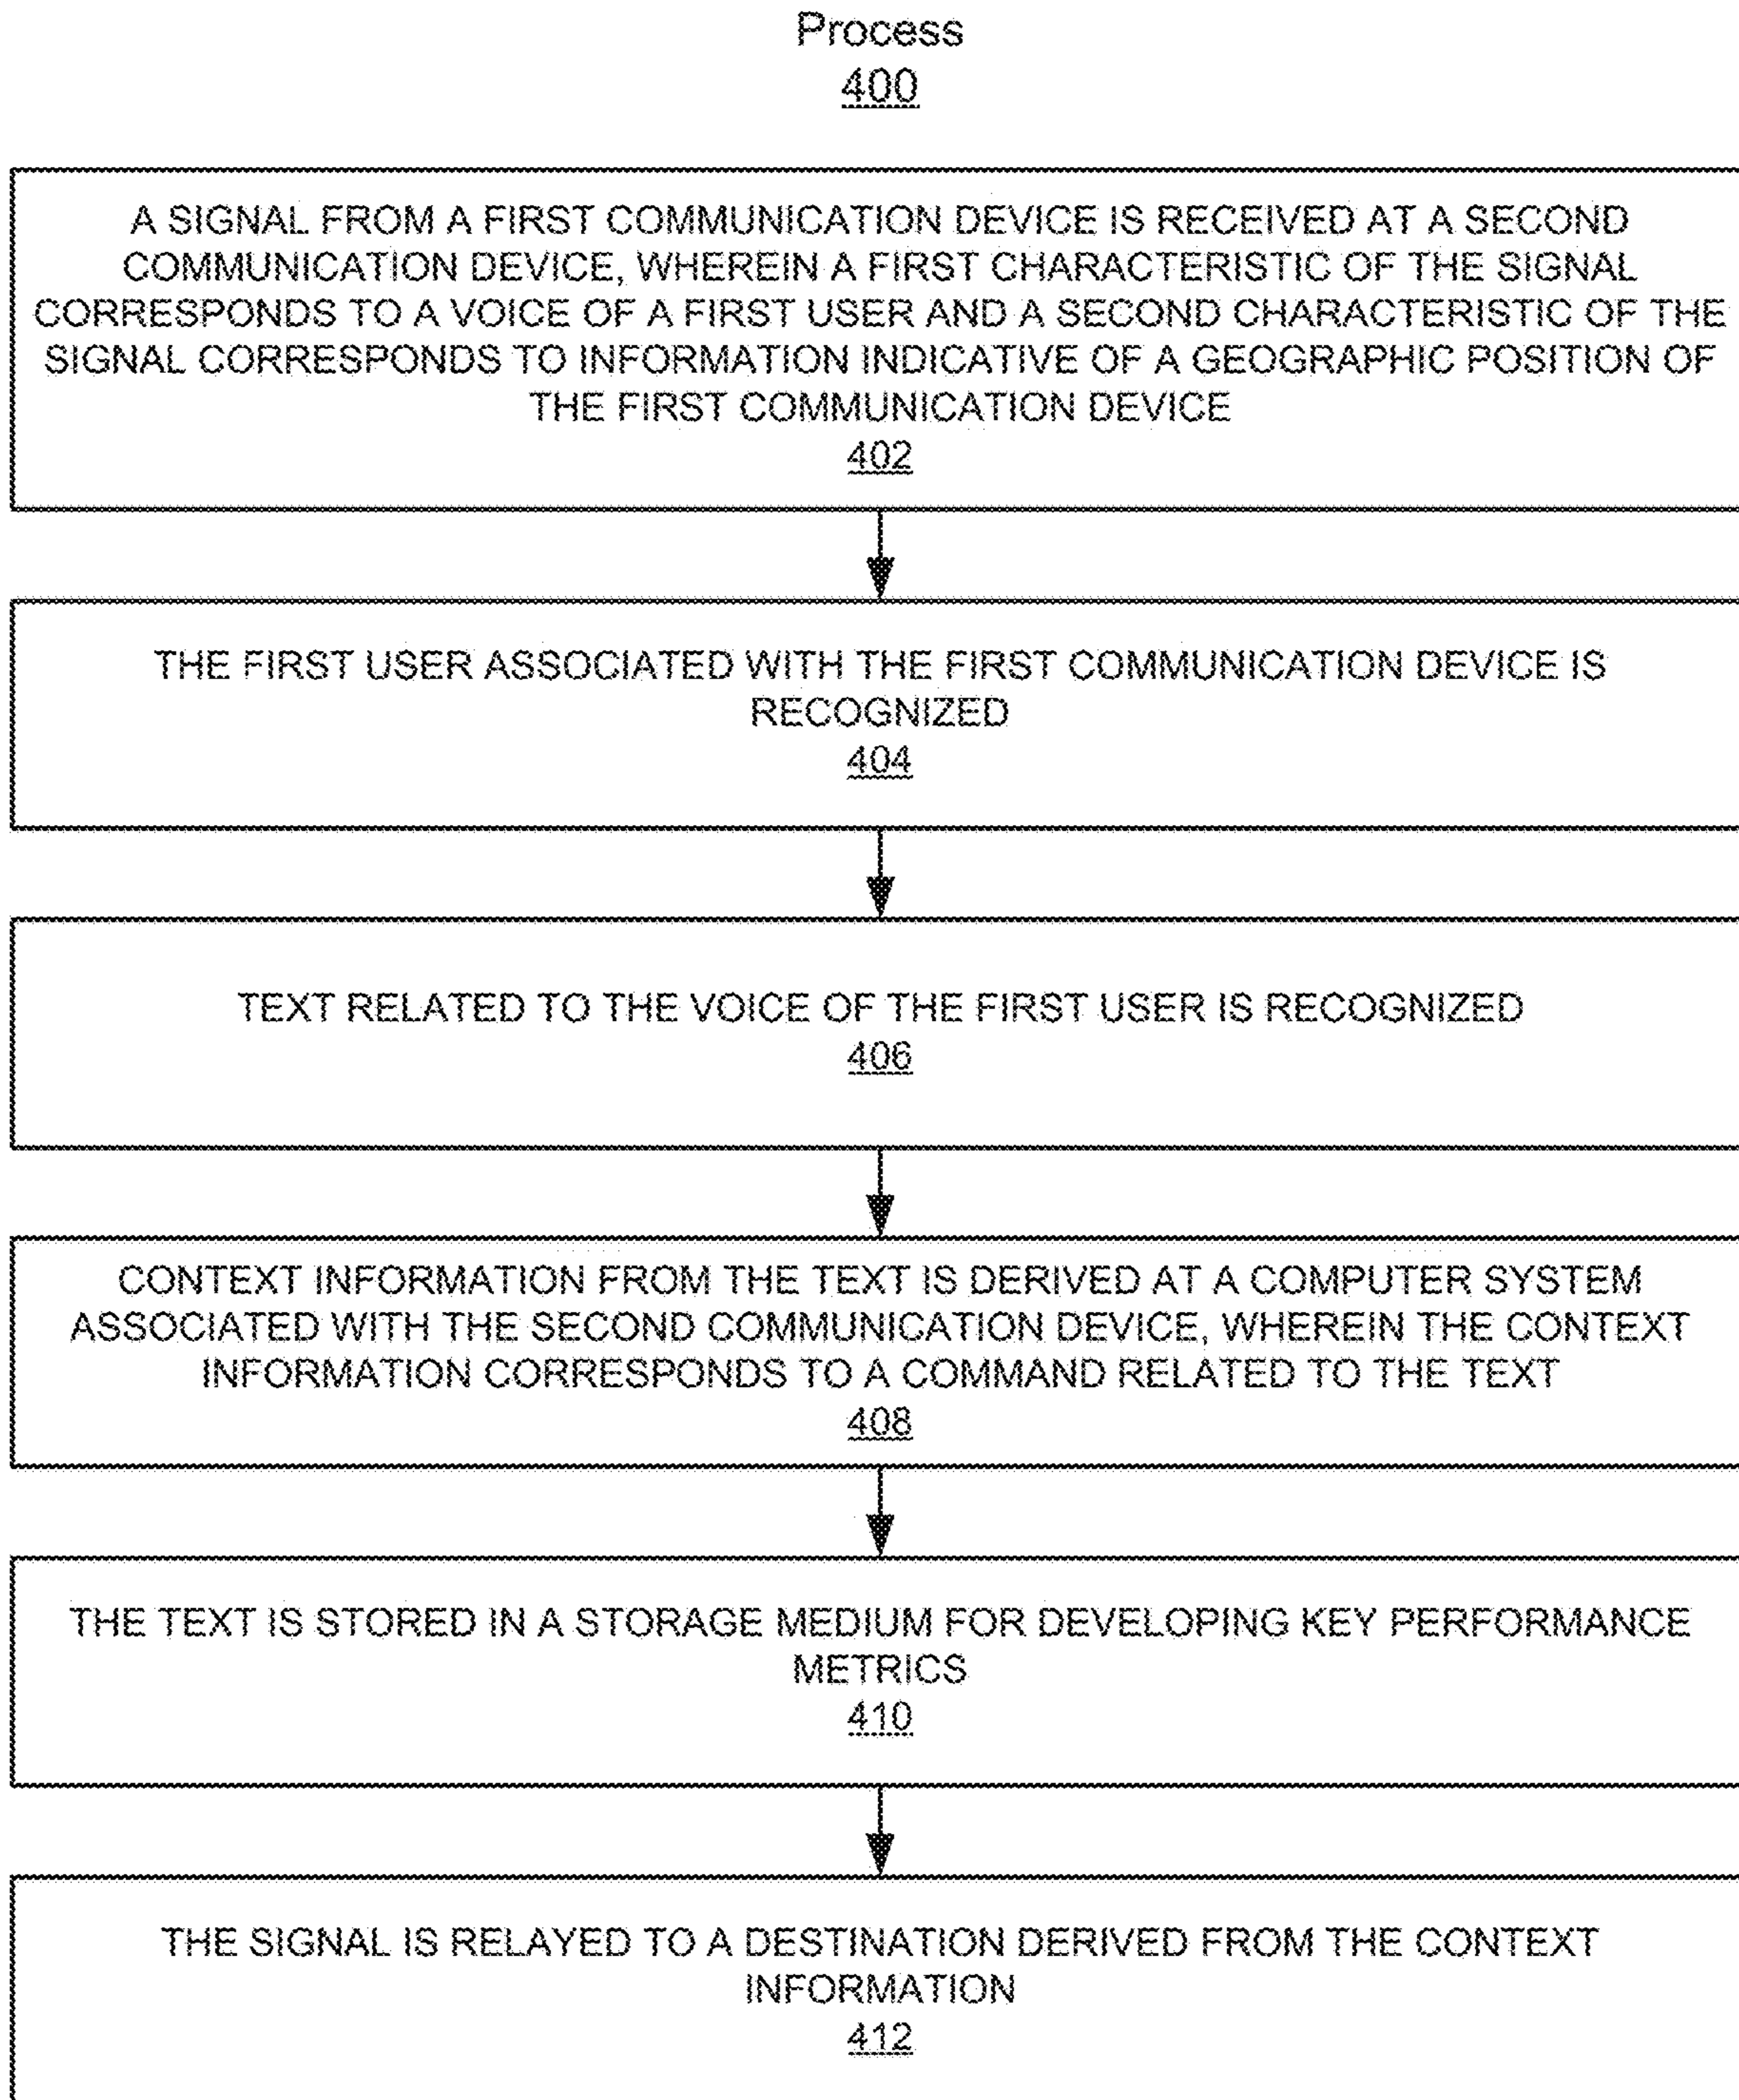 Process
400
A SIGNAL FROM A FIRST COMMUNICATION DEVICE IS RECEIVED AT A SECOND
COMMUNICATION DEVICE, WHEREIN A FIRST CHARACTERISTIC OF THE SIGNAL
CORRESPONDS TO A VOICE OF A FIRST USER AND A SECOND CHARACTERISTIC OF THE
SIGNAL CORRESPONDS TO INFORMATION INDICATIVE OF A GEOGRAPHIC POSITION OF
THE FIRST COMMUNICATION DEVICE
402
THE FIRST USER ASSOCIATED WITH THE FIRST COMMUNICATION DEVICE IS
RECOGNIZED
404
TEXT RELATED TO THE VOICE OF THE FIRST USER IS RECOGNIZED
406
CONTEXT INFORMATION FROM THE TEXT IS DERIVED AT A COMPUTER SYSTEM
ASSOCIATED WITH THE SECOND COMMUNICATION DEVICE, WHEREIN THE CONTEXT
INFORMATION CORRESPONDS TO A COMMAND RELATED TO THE TEXT
408
THE TEXT IS STORED IN A STORAGE MEDIUM FOR DEVELOPING KEY PERFORMANCE
METRICS
410
THE SIGNAL IS RELAYED TO A DESTINATION DERIVED FROM THE CONTEXT
INFORMATION
412